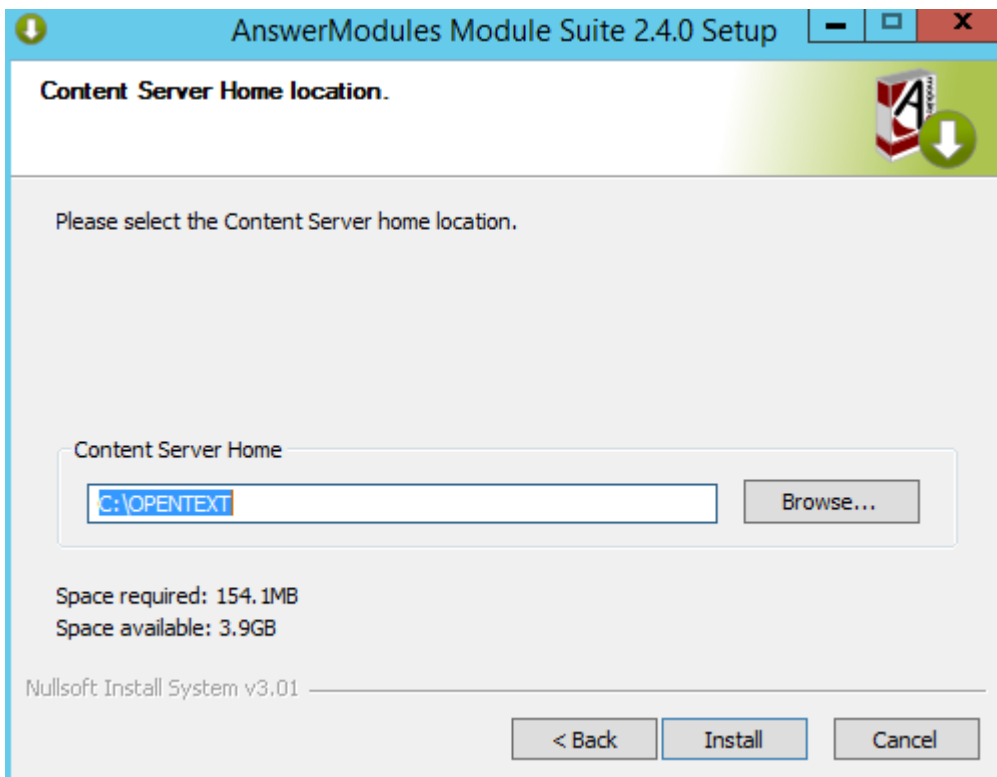 AnswerModules Module Suite 2.4.0 Setup
Content Server Home location.
Please select the Content Server home location.
Content Server Home
C:\OPENTEXT
Browse...
Space required: 154.1MB
Space available: 3.9GB
Nullsoft Install System v3.01
< Back Install Cancel